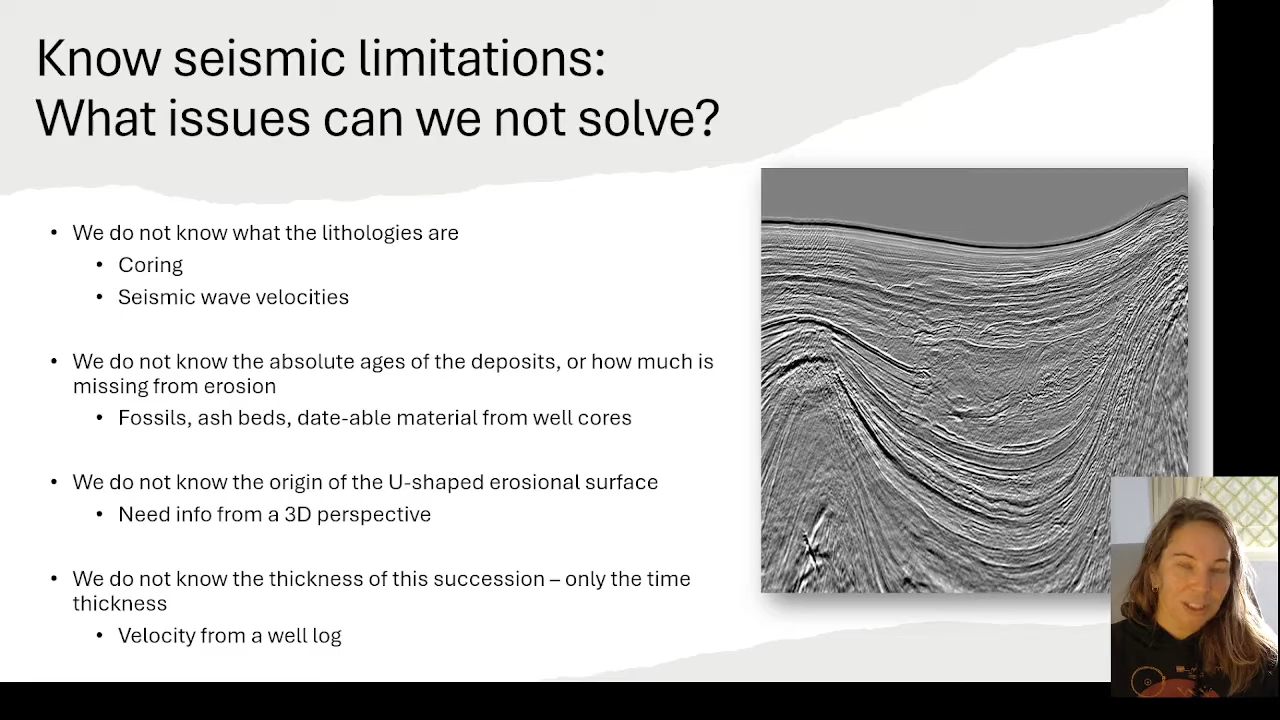 Know seismic limitations:
What issues can we not solve?
• We do not know what the lithologies are
• Coring
• Seismic wave velocities
• We do not know the absolute ages of the deposits, or how much is
missing from erosion
• Fossils, ash beds, date-able material from well cores
• We do not know the origin of the U-shaped erosional surface
• Need info from a 3D perspective
• We do not know the thickness of this succession – only the time
thickness
• Velocity from a well log